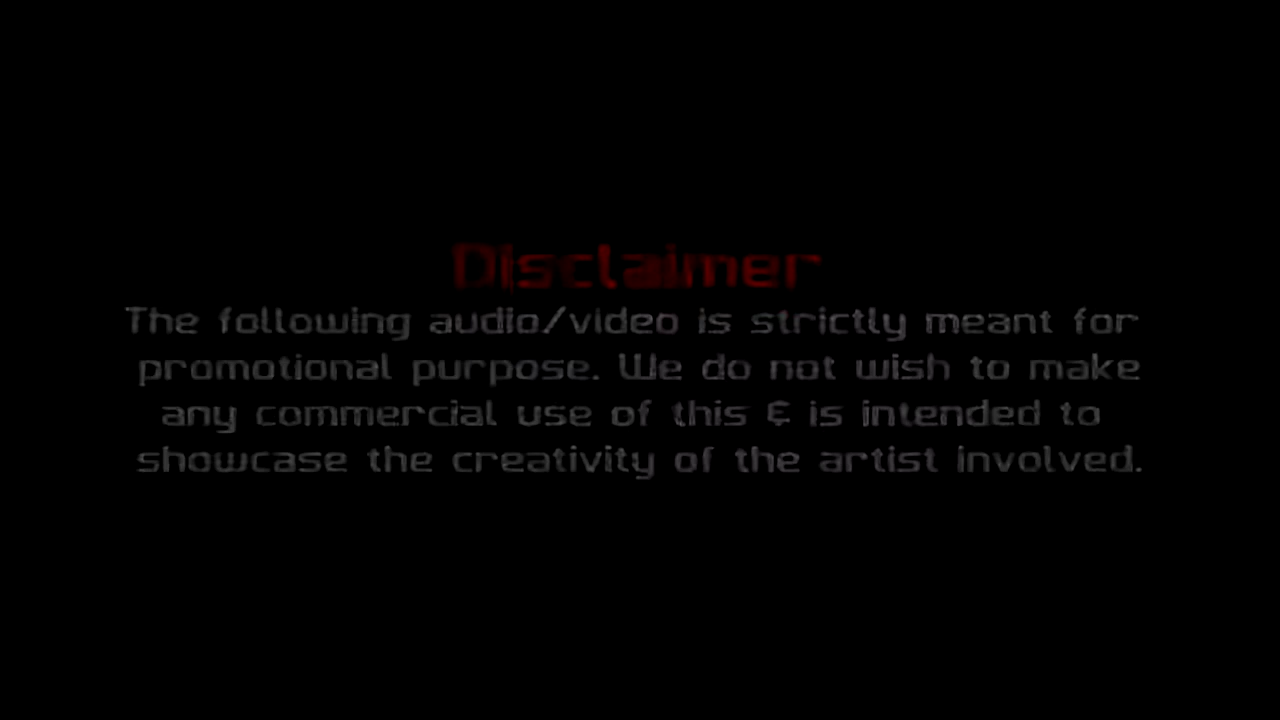 Disclaimer
The following audio/video is strictly meant for
promotional purpose. We do not wish to make
any commercial use of this & is intended to
showcase the creativity of the artist involved.